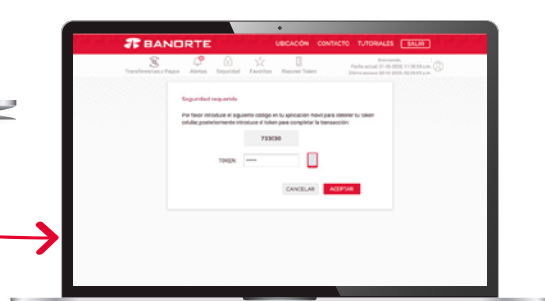 BANORTE
UBICACIÓN CONTACTO TUTORIALES SALIR
Transferencias y Pagos Alertas Seguridad Favoritos Reponer Token
Bienvenido,
Seguridad requerida
Por favor introduce el siguiente código en tu aplicación móvil para obtener tu token
celular, posteriormente introduce el token para completar la transacción
TOKEN
CANCELAR ACEPTAR